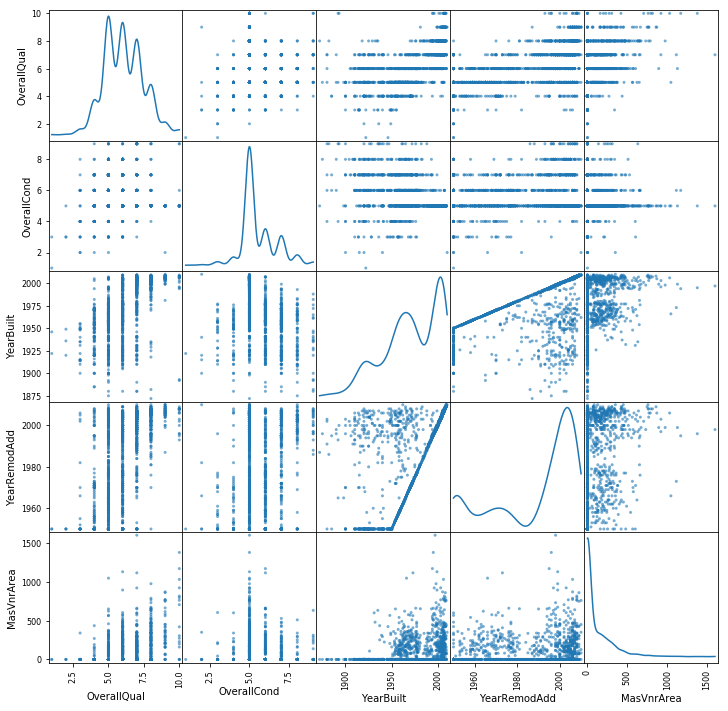 10
8
6
4
2
OverallQual
8
6
4
2
OverallCond
2000
1975
1950
1925
1900
1875
YearBuilt
2000
1980
1960
YearRemodAdd
1500
1000
500
0
MasVnrArea
2.5 5.0 7.5 10.0
2.5 5.0 7.5
1900 1950 2000
1960 1980 2000
0 500 1000 1500
OverallQual OverallCond YearBuilt YearRemodAdd MasVnrArea